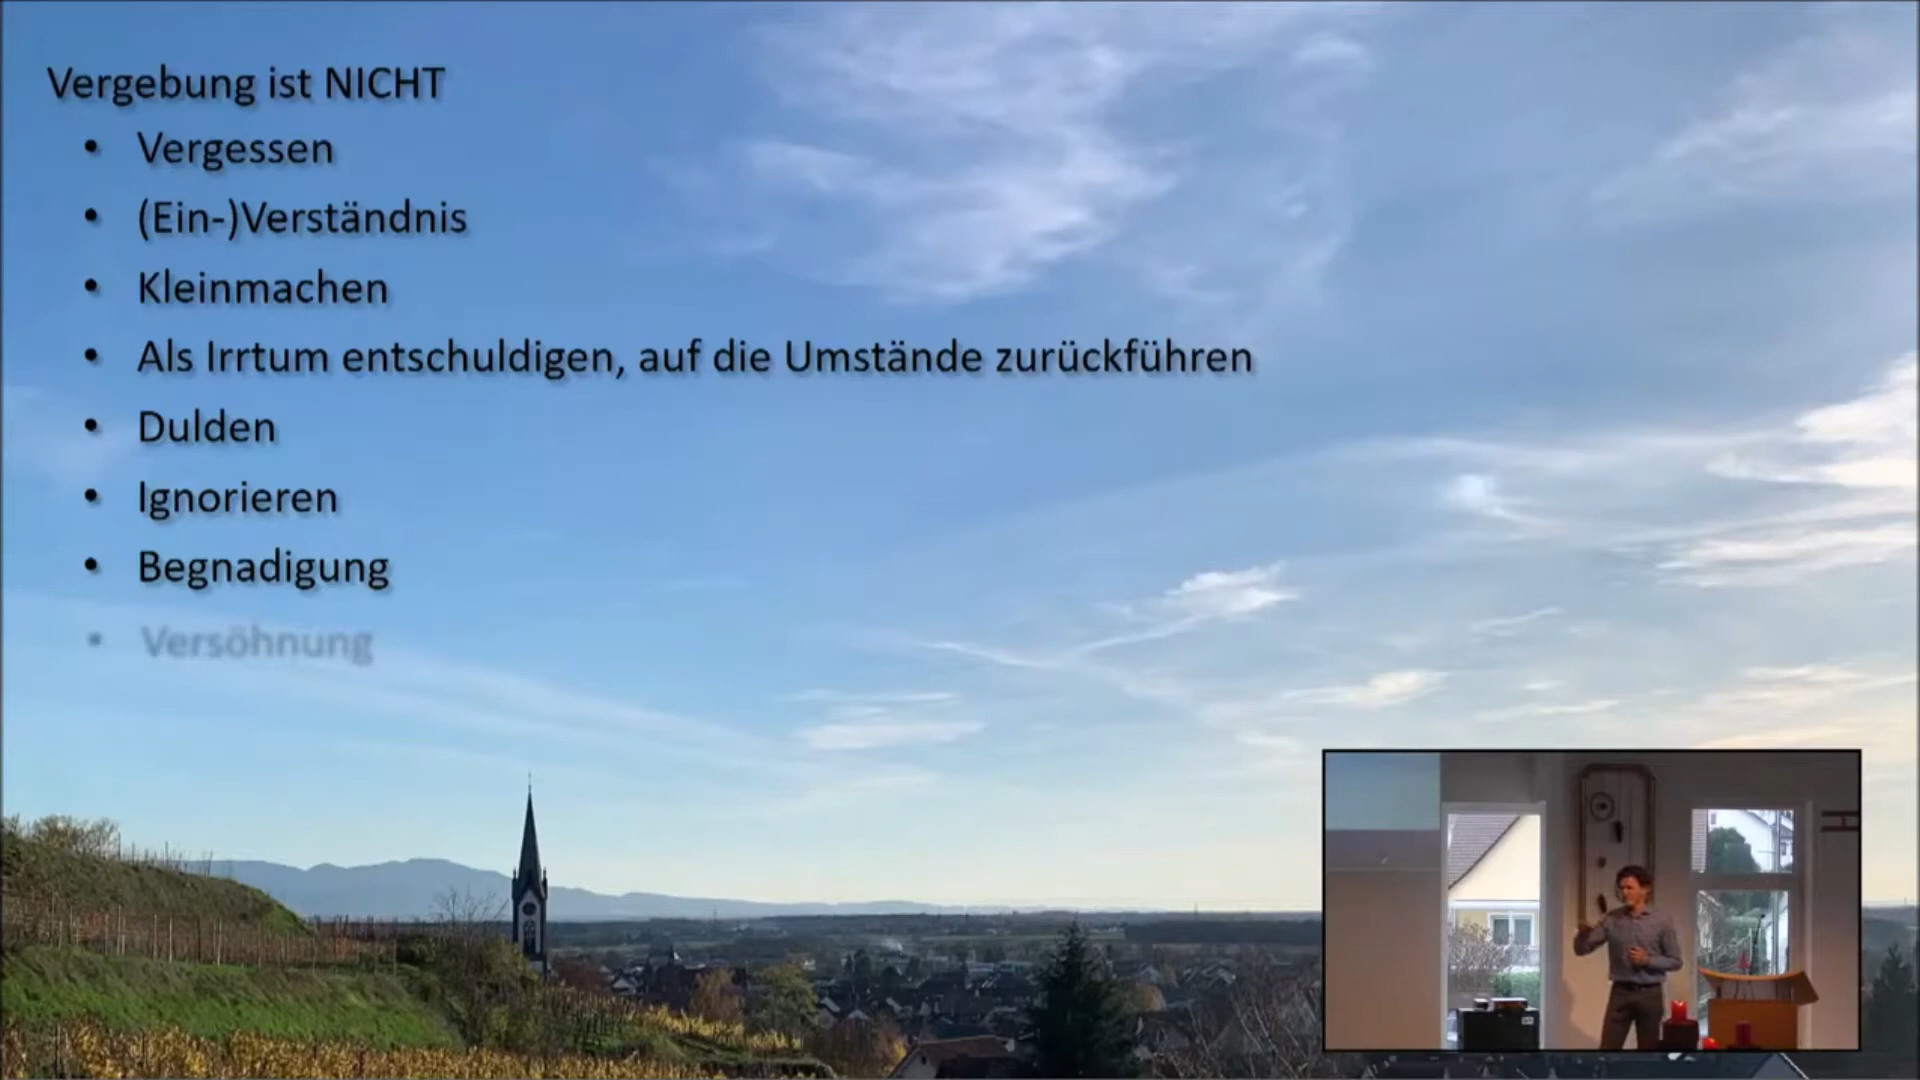 Vergebung ist NICHT
• Vergessen
• (Ein-)Verständnis
• Kleinmachen
• Als Irrtum entschuldigen, auf die Umstände zurückführen
• Dulden
• Ignorieren
• Begnadigung
• Versöhnung